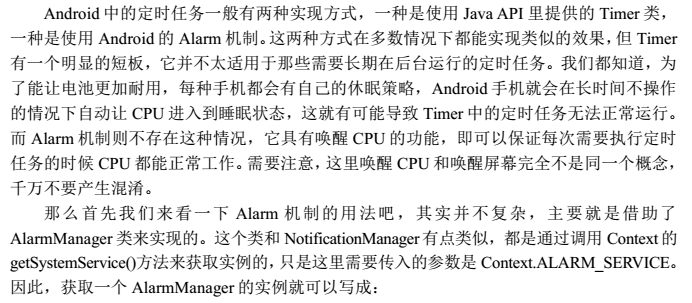 Android 中的定时任务一般有两种实现方式，一种是使用 Java API 里提供的 Timer 类，
一种是使用 Android 的 Alarm 机制。这两种方式在多数情况下都能实现类似的效果，但 Timer
有一个明显的短板，它并不太适用于那些需要长期在后台运行的定时任务。我们都知道，为
了能让电池更加耐用，每种手机都会有自己的休眠策略，Android 手机就会在长时间不操作
的情况下自动让 CPU 进入到睡眠状态，这就有可能导致 Timer 中的定时任务无法正常运行。
而 Alarm 机制则不存在这种情况，它具有唤醒 CPU 的功能，即可以保证每次需要执行定时
任务的时候 CPU 都能正常工作。需要注意，这里唤醒 CPU 和唤醒屏幕完全不是同一个概念，
千万不要产生混淆。
那么首先我们来看一下 Alarm 机制的用法吧，其实并不复杂，主要就是借助了
AlarmManager 类来实现的。这个类和 NotificationManager 有点类似，都是通过调用 Context 的
getSystemService()方法来获取实例的，只是这里需要传入的参数是 Context.ALARM_SERVICE。
因此，获取一个 AlarmManager 的实例就可以写成：